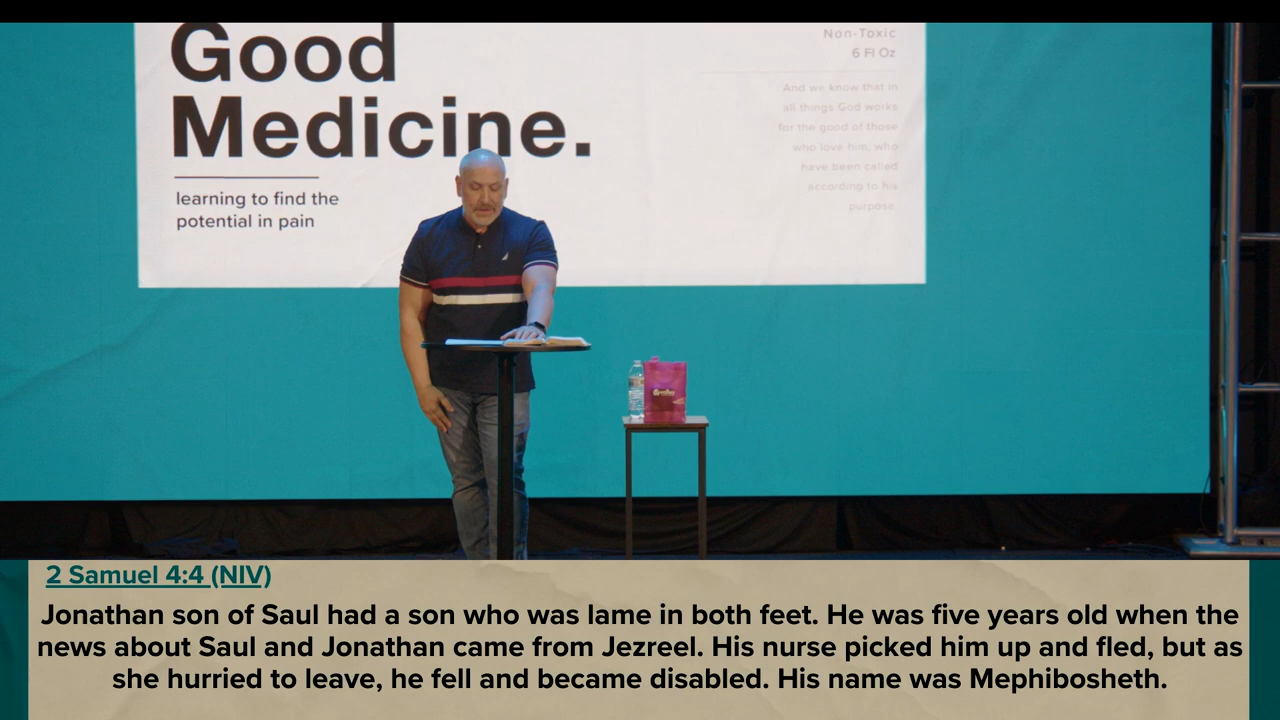 Good
Medicine.
learning to find the
potential in pain
Non-Toxic
6 Fl Oz
And we know that in
all things God works
for the good of those
who love him, who
have been called
according to his
purpose.
2 Samuel 4:4 (NIV)
Jonathan son of Saul had a son who was lame in both feet. He was five years old when the
news about Saul and Jonathan came from Jezreel. His nurse picked him up and fled, but as
she hurried to leave, he fell and became disabled. His name was Mephibosheth.